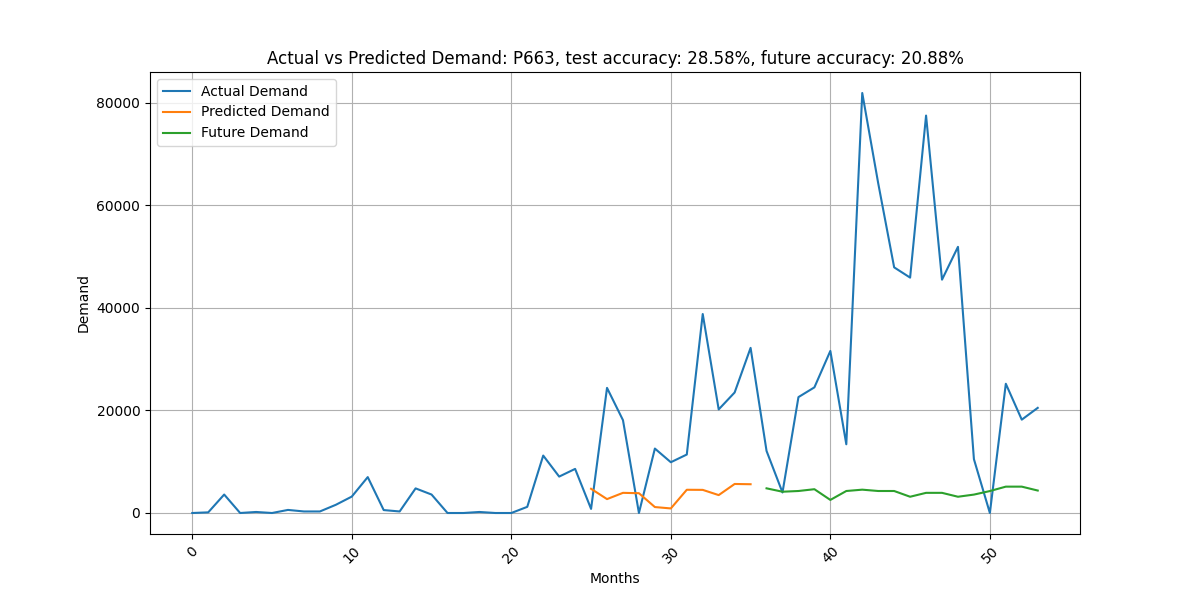 Actual vs Predicted Demand: P663, test accuracy: 28.58%, future accuracy: 20.88%
Actual Demand
Predicted Demand
Future Demand
80000
60000
40000
20000
0
Demand
0
10
20
30
40
50
Months